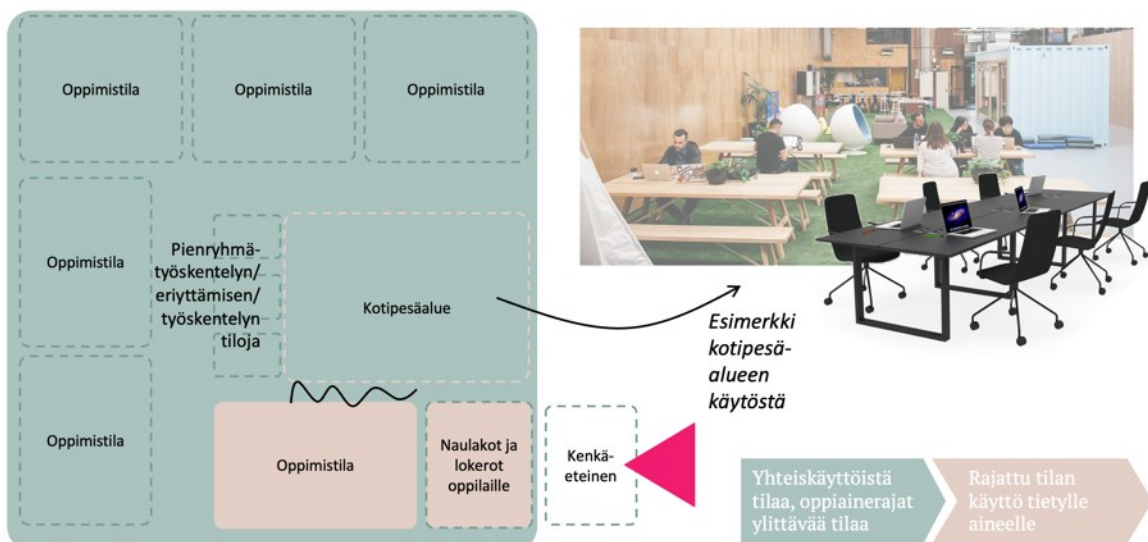 Oppimistila
Oppimistila
Oppimistila
Oppimistila
Pienryhmä-
työskentelyn/
eriyttämisen/
työskentelyn
tiloja
Kotipesäalue
Esimerkki
kotipesä-
alueen
käytöstä
Oppimistila
Oppimistila
Naulakot ja
lokerot
oppilaille
Kenkä-
eteinen
Yhteiskäyttöistä
tilaa, oppiainerajat
ylittävää tilaa
Rajattu tilan
käyttö tietylle
aineelle